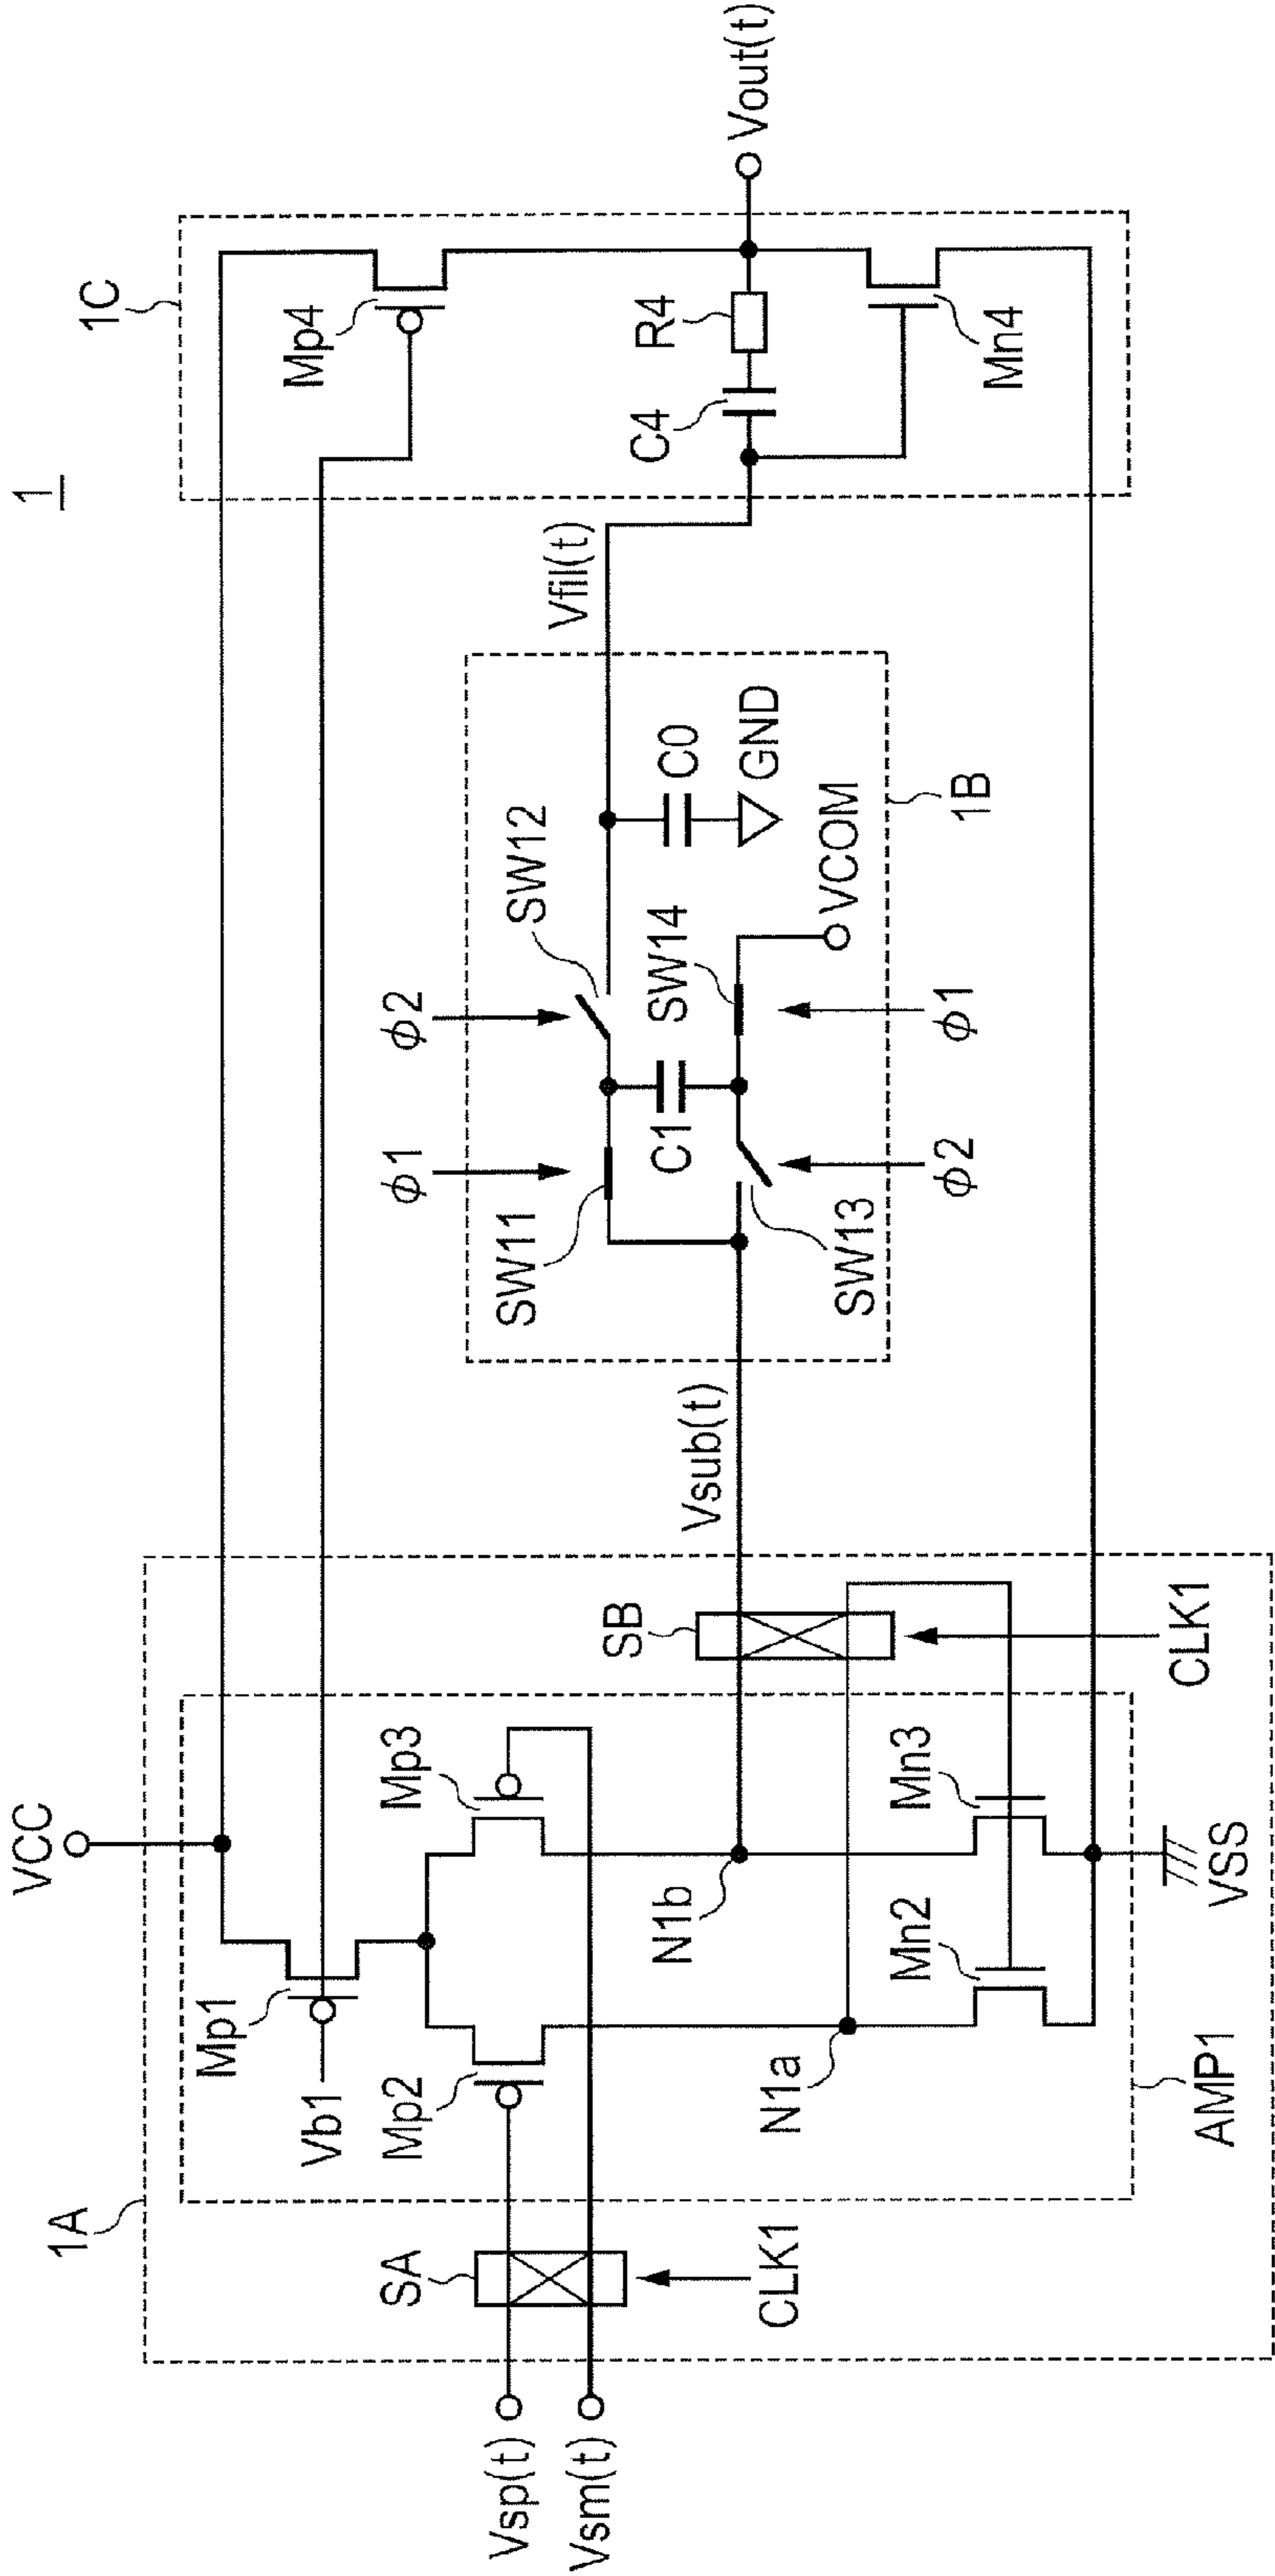 1
1A
VCC
1C
Mp1
Vb1
Mp2
Mp3
Mp4
SA
CLK1
Vsp(t)
Vsm(t)
N1b
N1a
Mn2
Mn3
VSS
AMP1
SB
CLK1
Vsub(t)
ϕ1
ϕ2
SW11
SW12
C1
SW14
SW13
ϕ2
ϕ1
VCOM
C0
GND
1B
Vfil(t)
C4
R4
Mn4
Vout(t)